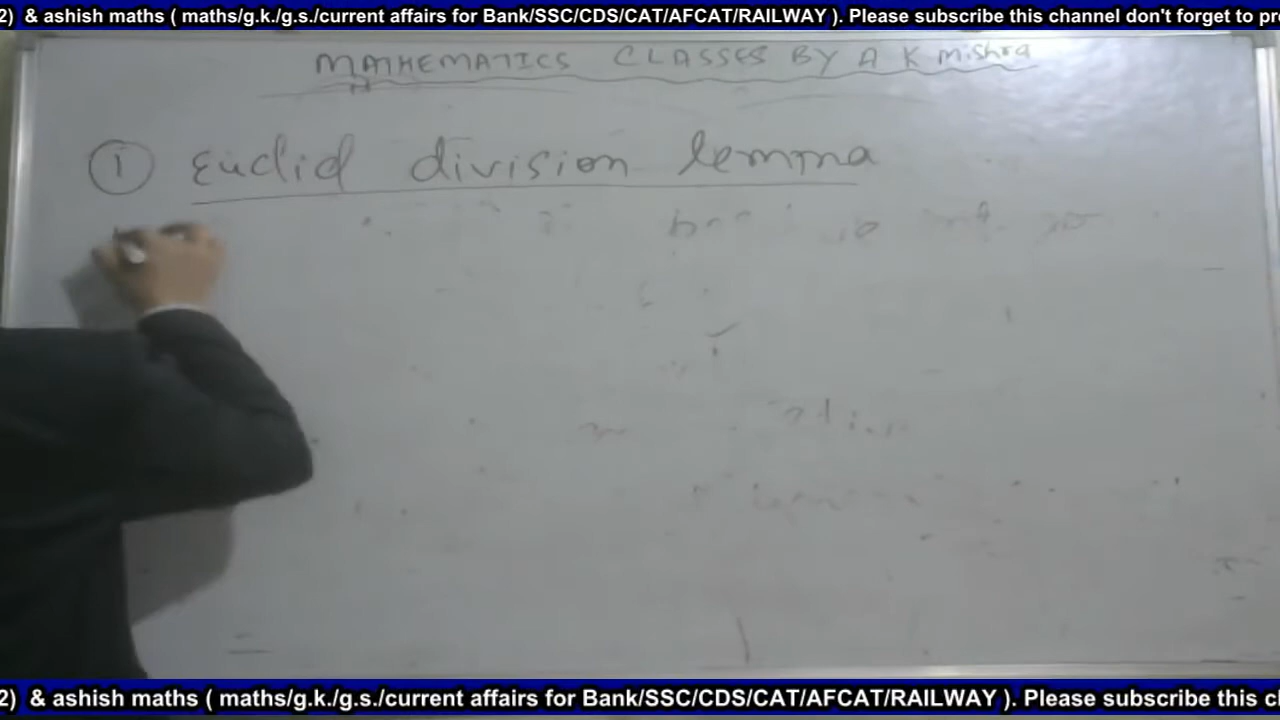 2) & ashish maths ( maths/g.k./g.s./current affairs for Bank/SSC/CDS/CAT/AFCAT/RAILWAY ). Please subscribe this channel don't forget to pre
MATHEMATICS CLASSES BY A K Mishra
① Euclid division lemma
2) & ashish maths ( maths/g.k./g.s./current affairs for Bank/SSC/CDS/CAT/AFCAT/RAILWAY ). Please subscribe this c